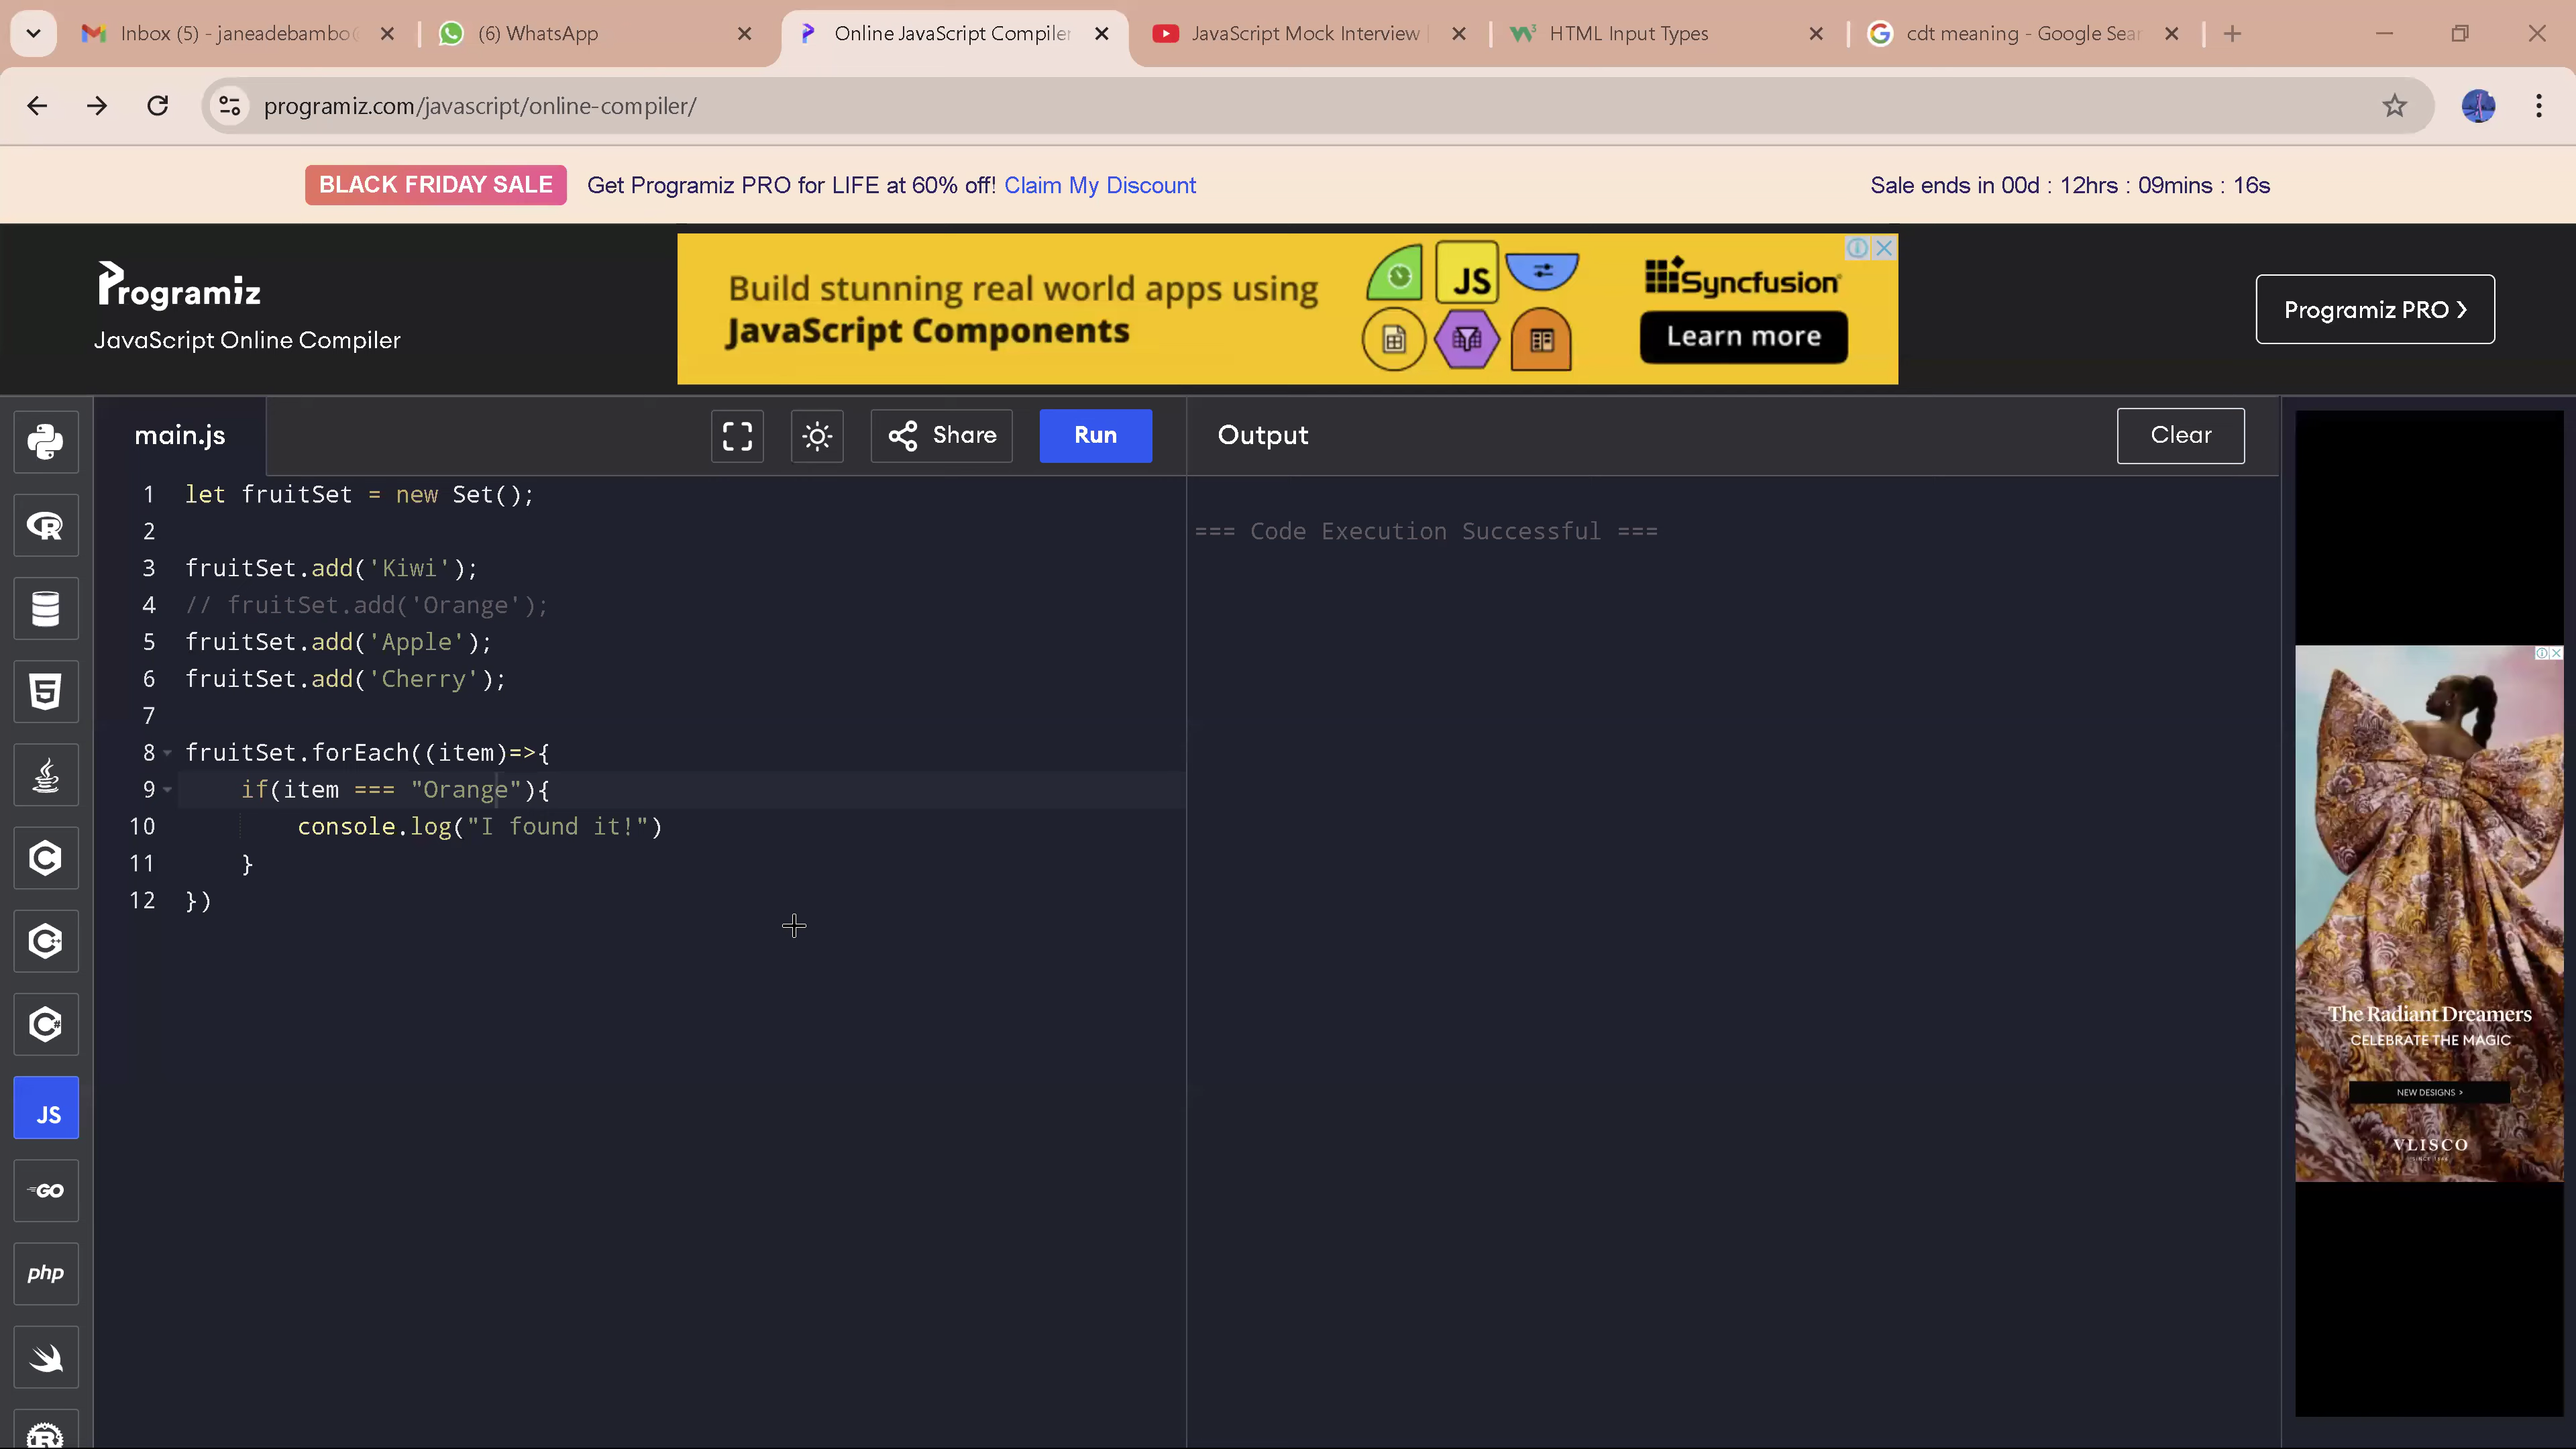 Inbox (5) - janeadebambo@
(6) WhatsApp
Online JavaScript Compiler
JavaScript Mock Interview
HTML Input Types
cdt meaning - Google Sear
programiz.com/javascript/online-compiler/
BLACK FRIDAY SALE Get Programiz PRO for LIFE at 60% off! Claim My Discount
Sale ends in 00d : 12hrs : 09mins : 16s
Programiz
JavaScript Online Compiler
Build stunning real world apps using
JavaScript Components
JS
Syncfusion
Learn more
Programiz PRO
main.js
Share
Run
Output
Clear
1 let fruitSet = new Set();
2
3 fruitSet.add('Kiwi');
4 // fruitSet.add('Orange');
5 fruitSet.add('Apple');
6 fruitSet.add('Cherry');
7
8 fruitSet.forEach((item)=>{
9 if(item === "Orange"){
10 console.log("I found it!")
11 }
12 })
=== Code Execution Successful ===
JS
GO
php
The Radiant Dreamers
CELEBRATE THE MAGIC
NEW DESIGNS >
VLISCO